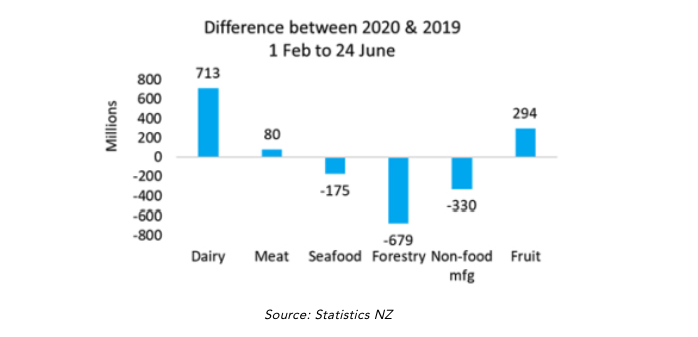 Difference between 2020 & 2019
1 Feb to 24 June
Millions
800
600
400
200
0
-200
-400
-600
-800
713
80
-175
-679
-330
294
Dairy
Meat
Seafood
Forestry
Non-food
mfg
Fruit
Source: Statistics NZ